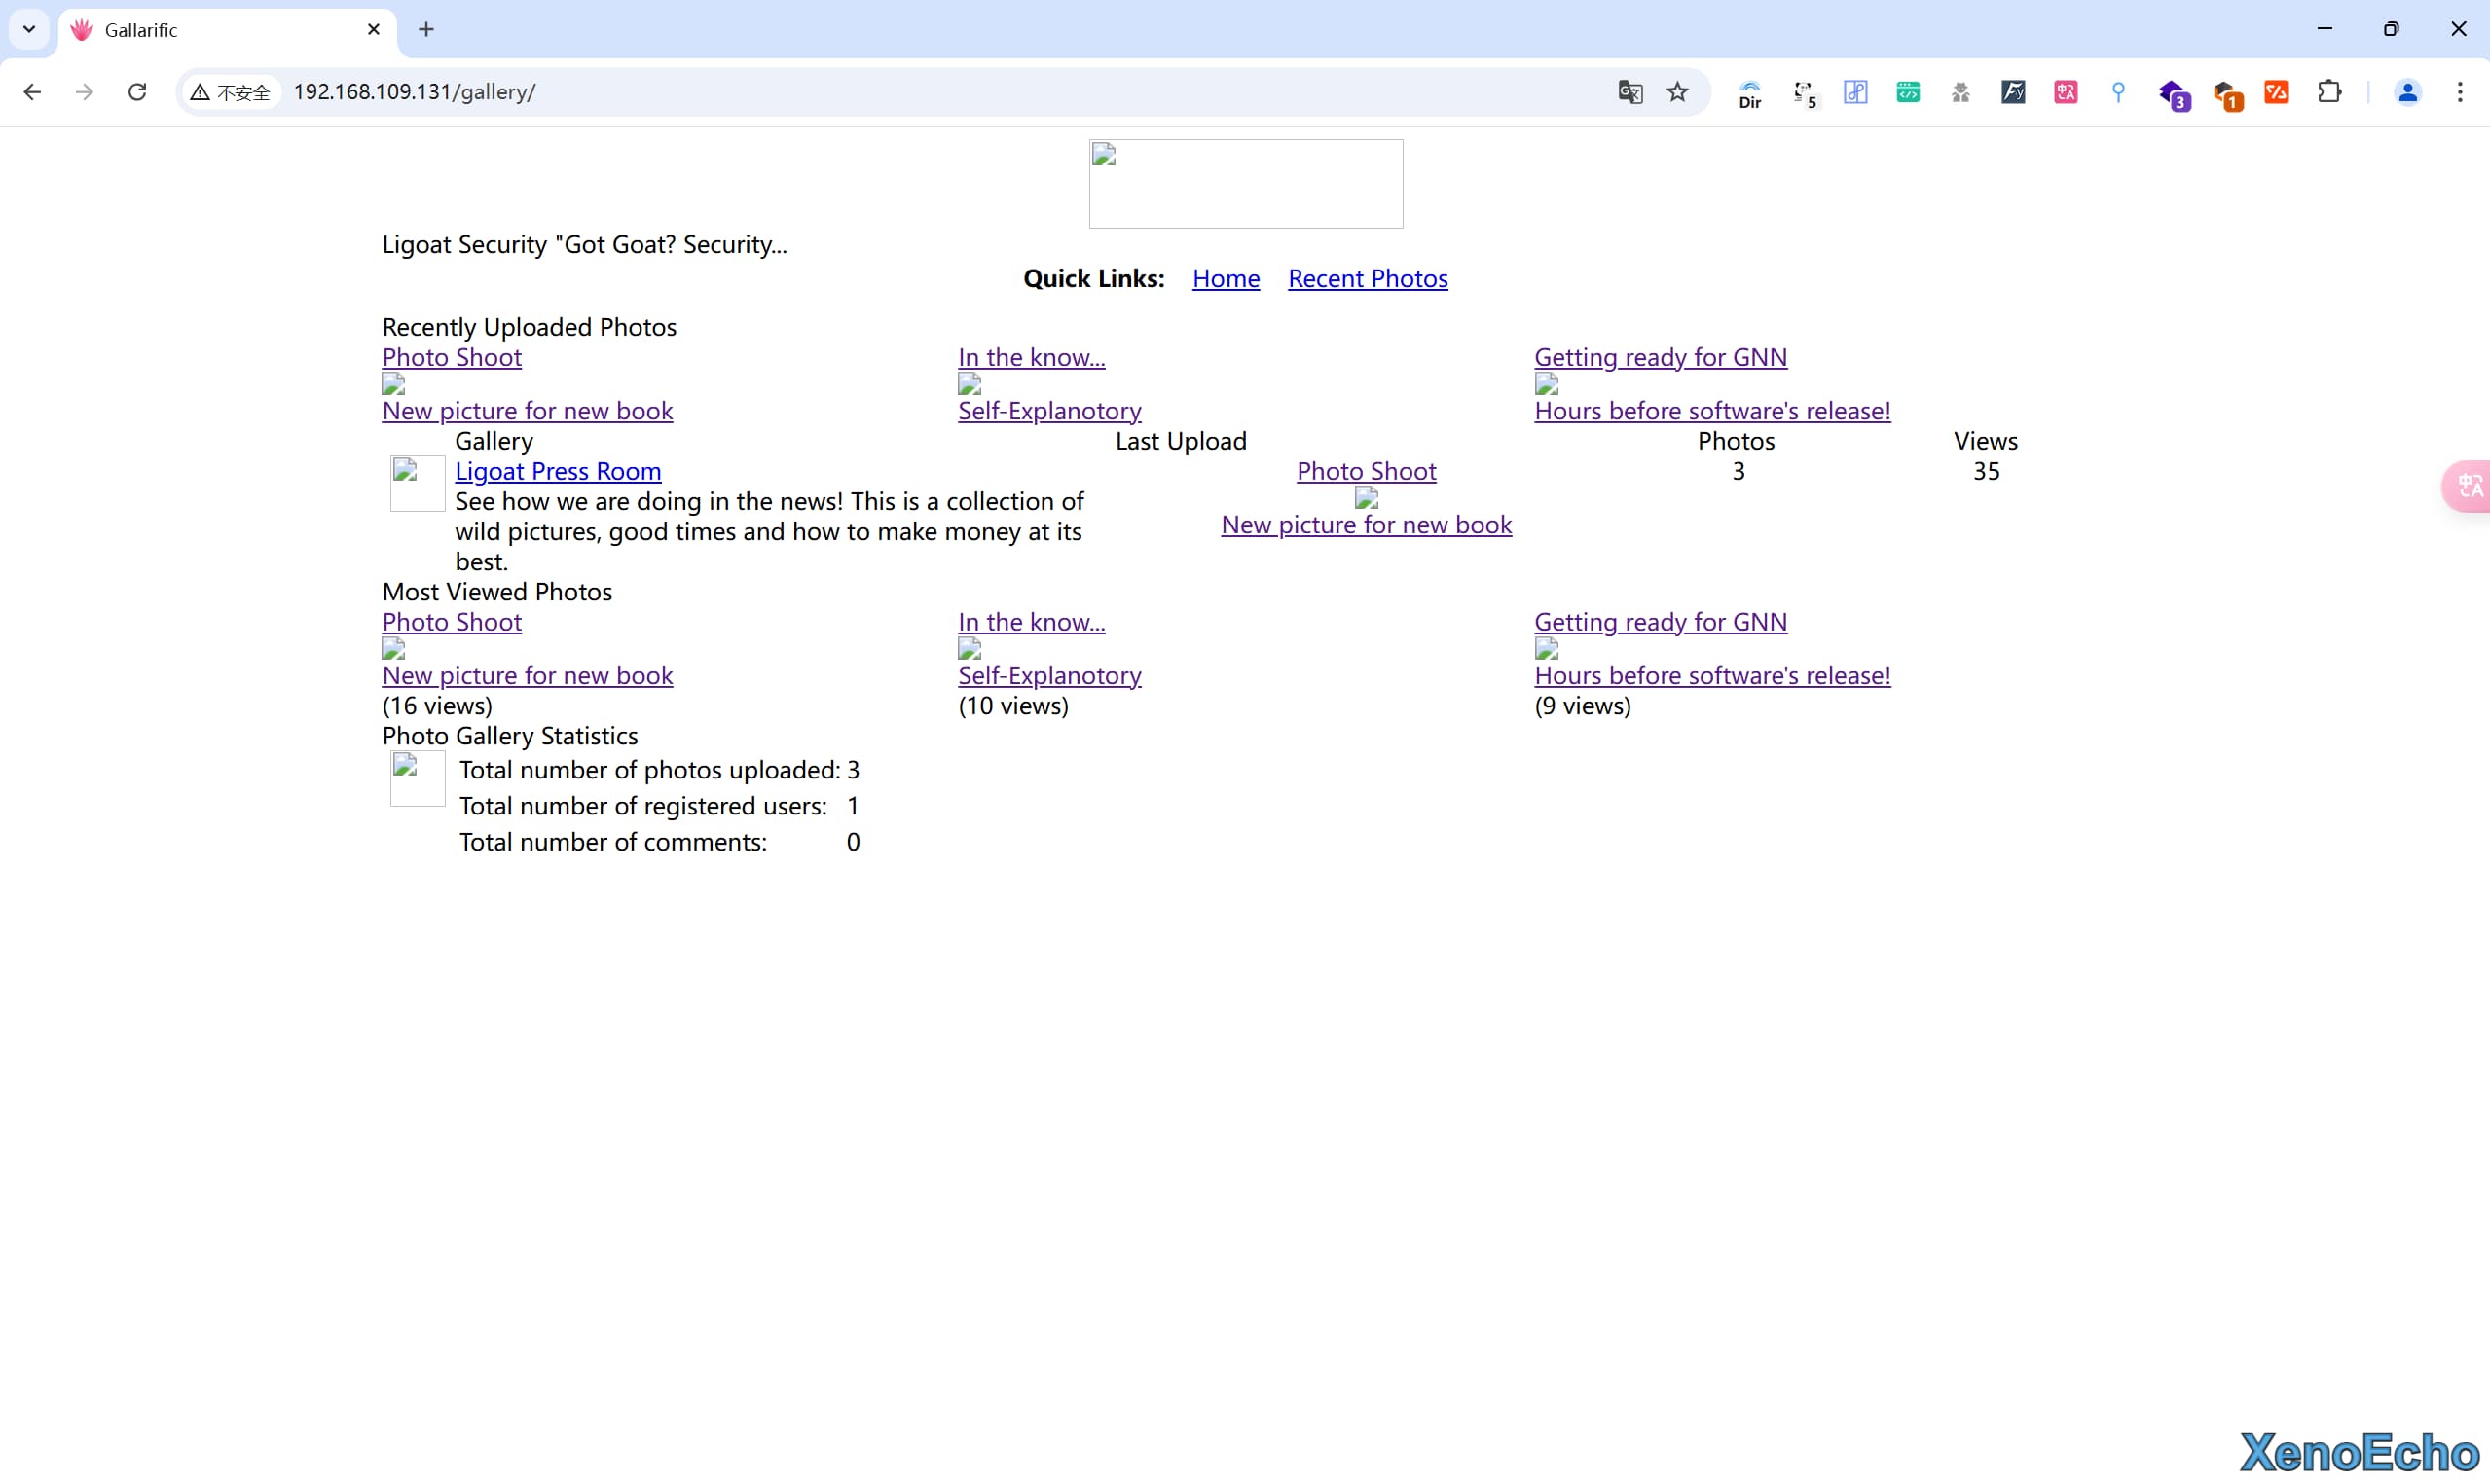 Gallarific
不安全 192.168.109.131/gallery/
Dir 5 Fy 3 1
Ligoat Security "Got Goat? Security...
Quick Links: Home Recent Photos
Recently Uploaded Photos
Photo Shoot In the know... Getting ready for GNN
New picture for new book Self-Explanotory Hours before software's release!
Gallery Last Upload Photos Views
Ligoat Press Room Photo Shoot 3 35
See how we are doing in the news! This is a collection of
wild pictures, good times and how to make money at its
best.
New picture for new book
Most Viewed Photos
Photo Shoot In the know... Getting ready for GNN
New picture for new book Self-Explanotory Hours before software's release!
(16 views) (10 views) (9 views)
Photo Gallery Statistics
Total number of photos uploaded: 3
Total number of registered users: 1
Total number of comments: 0
XenoEcho